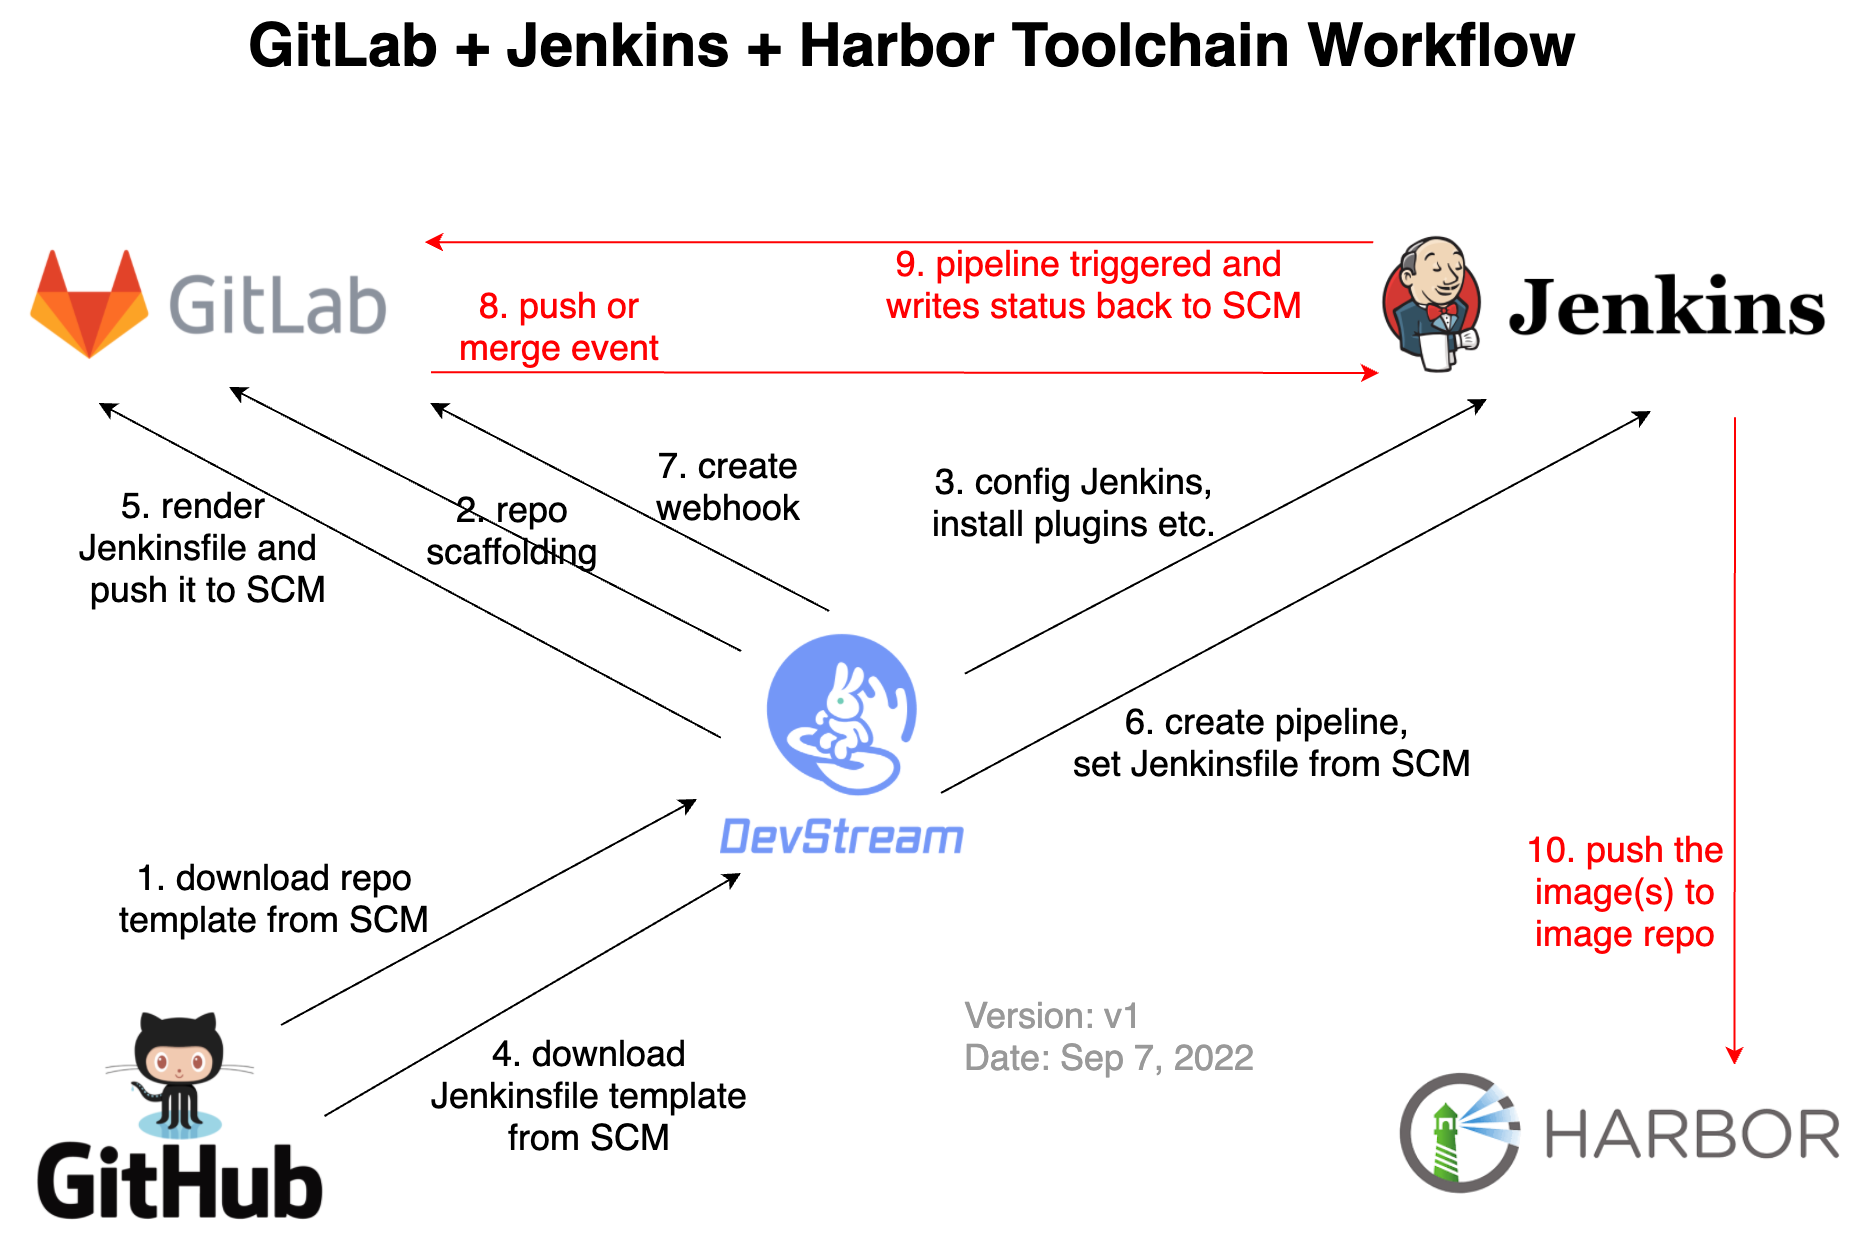 GitLab + Jenkins + Harbor Toolchain Workflow
GitLab
Jenkins
9. pipeline triggered and
writes status back to SCM
8. push or
merge event
7. create
webhook
3. config Jenkins,
install plugins etc.
5. render
Jenkinsfile and
push it to SCM
2. repo
scaffolding
6. create pipeline,
set Jenkinsfile from SCM
DevStream
1. download repo
template from SCM
10. push the
image(s) to
image repo
4. download
Jenkinsfile template
from SCM
Version: v1
Date: Sep 7, 2022
GitHub
HARBOR